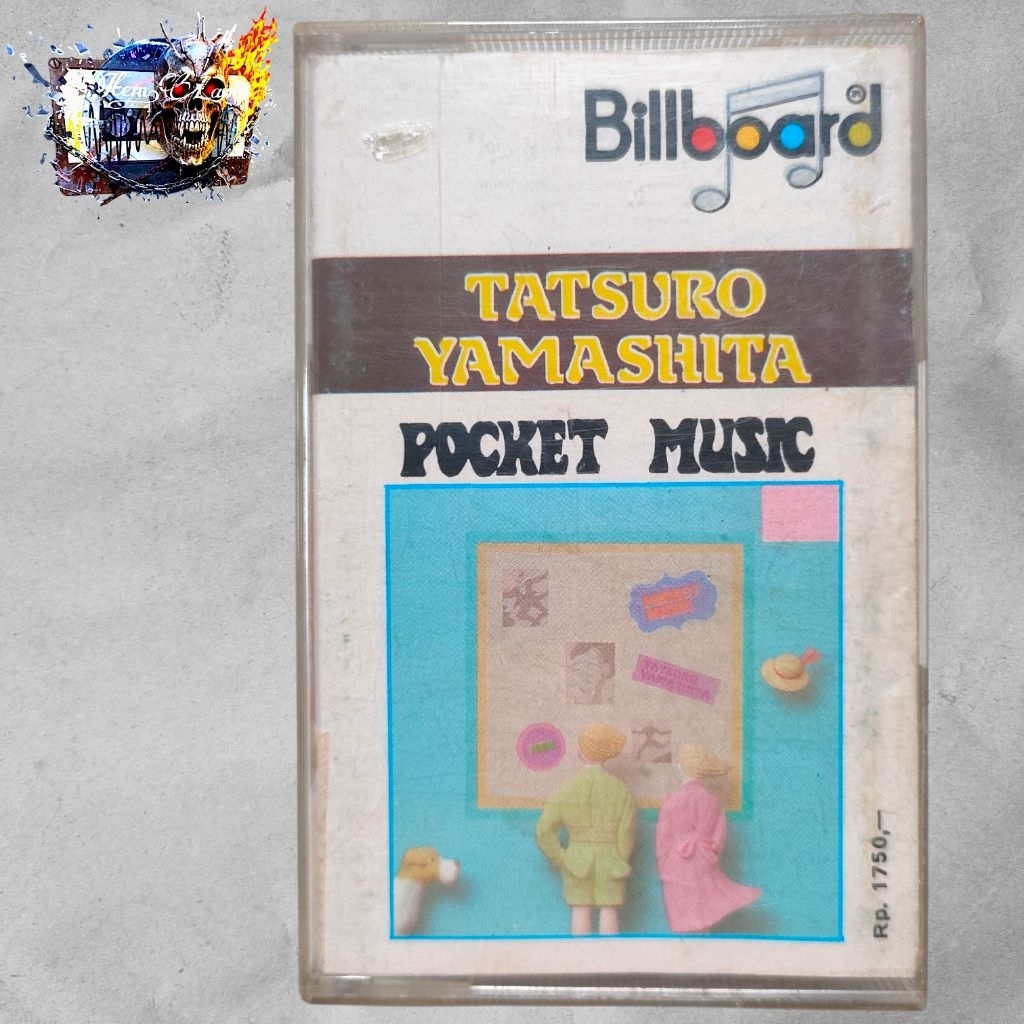 Billboard®
TATSURO
YAMASHITA
POCKET MUSIC
TATSURO
YAMASHITA
Rp. 1750,—